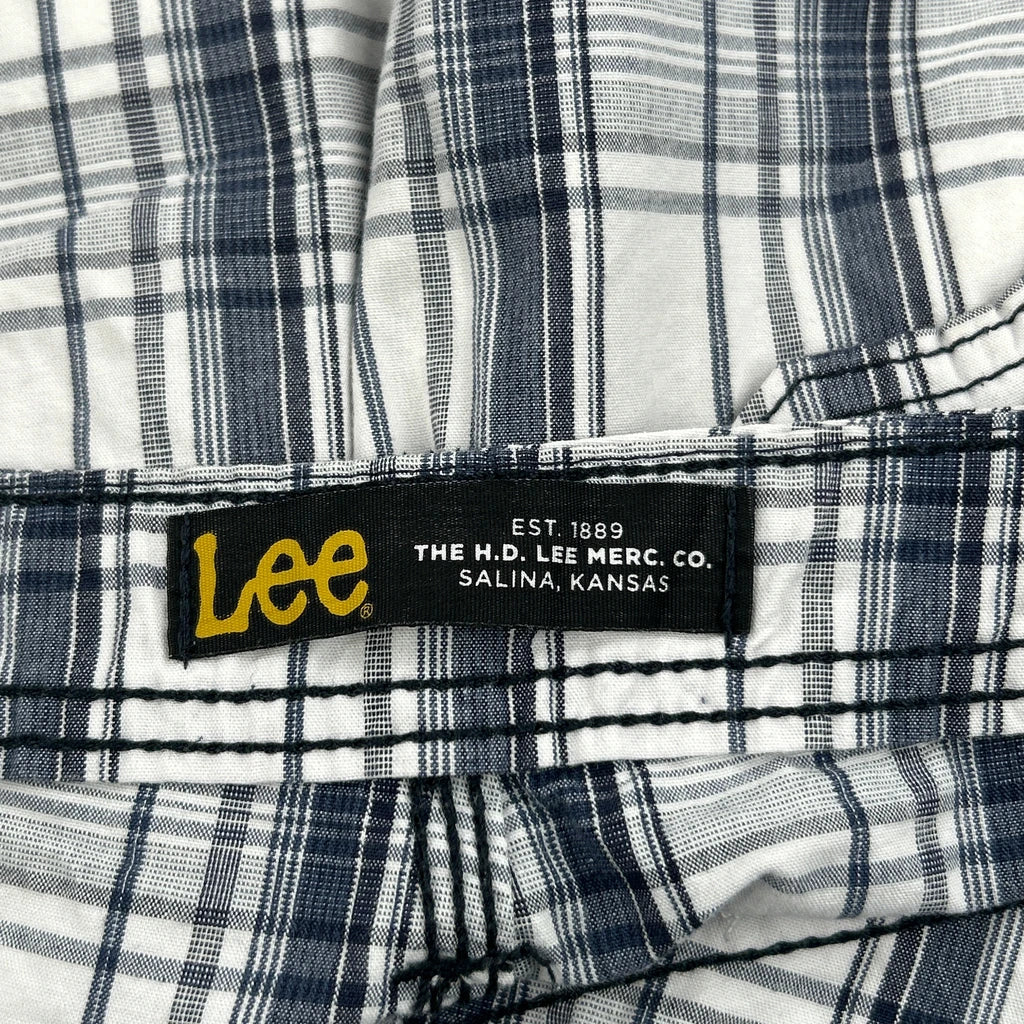 Lee®
EST. 1889
THE H.D. LEE MERC. CO.
SALINA, KANSAS